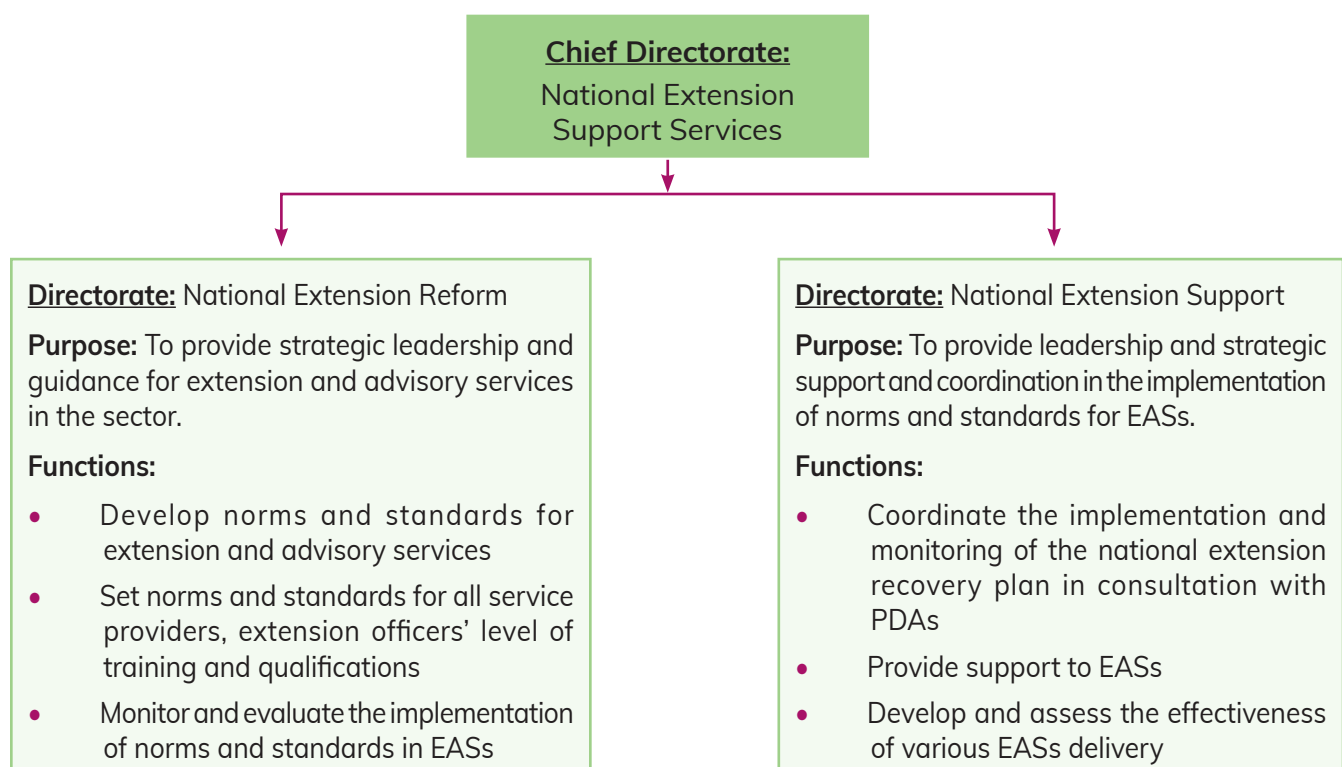 Chief Directorate:
National Extension
Support Services
Directorate: National Extension Reform
Purpose: To provide strategic leadership and
guidance for extension and advisory services
in the sector.
Functions:
• Develop norms and standards for
extension and advisory services
• Set norms and standards for all service
providers, extension officers’ level of
training and qualifications
• Monitor and evaluate the implementation
of norms and standards in EASs
Directorate: National Extension Support
Purpose: To provide leadership and strategic
support and coordination in the implementation
of norms and standards for EASs.
Functions:
• Coordinate the implementation and
monitoring of the national extension
recovery plan in consultation with
PDAs
• Provide support to EASs
• Develop and assess the effectiveness
of various EASs delivery